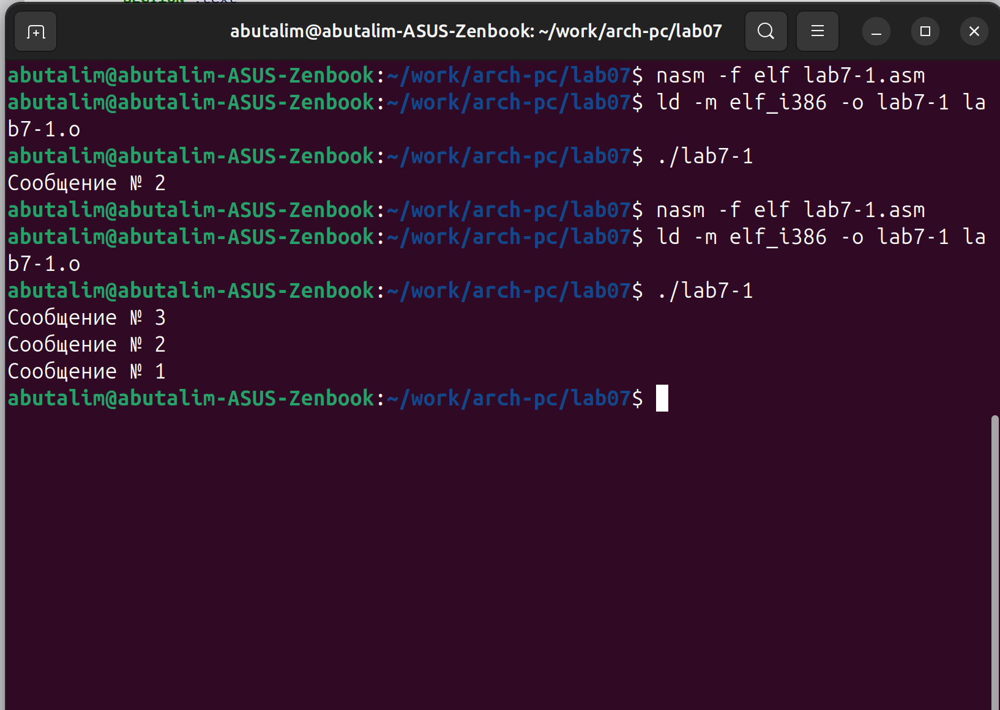 SECTION .text
abutalim@abutalim-ASUS-Zenbook: ~/work/arch-pc/lab07
abutalim@abutalim-ASUS-Zenbook:~/work/arch-pc/lab07$ nasm -f elf lab7-1.asm
abutalim@abutalim-ASUS-Zenbook:~/work/arch-pc/lab07$ ld -m elf_i386 -o lab7-1 la
b7-1.o
abutalim@abutalim-ASUS-Zenbook:~/work/arch-pc/lab07$ ./lab7-1
Сообщение № 2
abutalim@abutalim-ASUS-Zenbook:~/work/arch-pc/lab07$ nasm -f elf lab7-1.asm
abutalim@abutalim-ASUS-Zenbook:~/work/arch-pc/lab07$ ld -m elf_i386 -o lab7-1 la
b7-1.o
abutalim@abutalim-ASUS-Zenbook:~/work/arch-pc/lab07$ ./lab7-1
Сообщение № 3
Сообщение № 2
Сообщение № 1
abutalim@abutalim-ASUS-Zenbook:~/work/arch-pc/lab07$